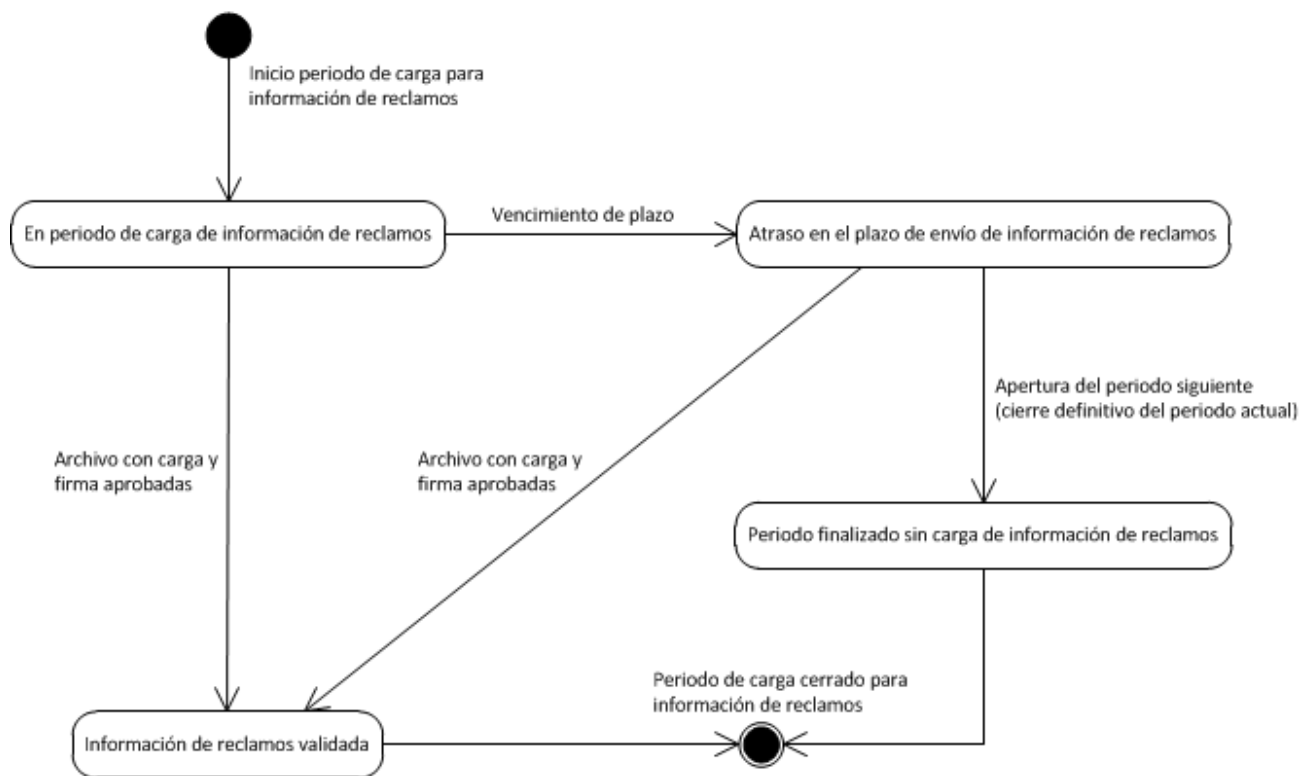 Inicio periodo de carga para
información de reclamos
En periodo de carga de información de reclamos
Vencimiento de plazo
Atraso en el plazo de envío de información de reclamos
Apertura del periodo siguiente
(cierre definitivo del periodo actual)
Archivo con carga y
firma aprobadas
Archivo con carga y
firma aprobadas
Periodo finalizado sin carga de información de reclamos
Periodo de carga cerrado para
información de reclamos
Información de reclamos validada